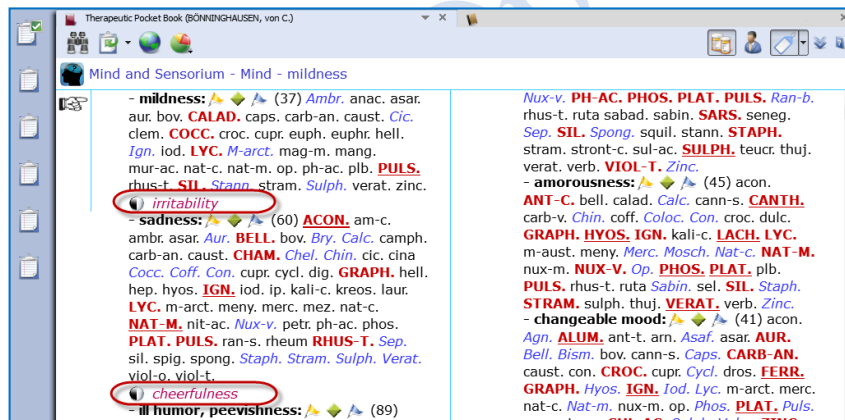 Therapeutic Pocket Book (BÖNNINGHAUSEN, von C.)
Mind and Sensorium - Mind - mildness
- mildness: (37) Ambr. anac. asar.
aur. bov. CALAD. caps. carb-an. caust. Cic.
clem. COCC. croc. cupr. euph. euphr. hell.
Ign. iod. LYC. M-arct. mag-m. mang.
mur-ac. nat-c. nat-m. op. ph-ac. plb. PULS.
rhus-t. SIL. Stann. stram. Sulph. verat. zinc.
irritability
- sadness: (60) ACON. am-c.
ambr. asar. Aur. BELL. bov. Bry. Calc. camph.
carb-an. caust. CHAM. Chel. Chin. cic. cina
Cocc. Coff. Con. cupr. cycl. dig. GRAPH. hell.
hep. hyos. IGN. iod. ip. kali-c. kreos. laur.
LYC. m-arct. meny. merc. mez. nat-c.
NAT-M. nit-ac. Nux-v. petr. ph-ac. phos.
PLAT. PULS. ran-s. rheum RHUS-T. Sep.
sil. spig. spong. Staph. Stram. Sulph. Verat.
viol-o. viol-t.
cheerfulness
- ill humor, peevishness: (89)
Nux-v. PH-AC. PHOS. PLAT. PULS. Ran-b.
rhus-t. ruta sabad. sabin. SARS. seneg.
Sep. SIL. Spong. squil. stann. STAPH.
stram. stront-c. sul-ac. SULPH. teucr. thuj.
verat. verb. VIOL-T. Zinc.
- amorousness: (45) acon.
ANT-C. bell. calad. Calc. cann-s. CANTH.
carb-v. Chin. coff. Coloc. Con. croc. dulc.
GRAPH. HYOS. IGN. kali-c. LACH. LYC.
m-aust. meny. Merc. Mosch. Nat-c. NAT-M.
nux-m. NUX-V. Op. PHOS. PLAT. plb.
PULS. rhus-t. ruta Sabin. sel. SIL. Staph.
STRAM. sulph. thuj. VERAT. verb. Zinc.
- changeable mood: (41) acon.
Agn. ALUM. ant-t. arn. Asaf. asar. AUR.
Bell. Bism. bov. cann-s. Caps. CARB-AN.
caust. con. CROC. cupr. Cycl. dros. FERR.
GRAPH. Hyos. IGN. Iod. Lyc. m-arct. merc.
nat-c. Nat-m. nux-m. op. Phos. PLAT. Puls.